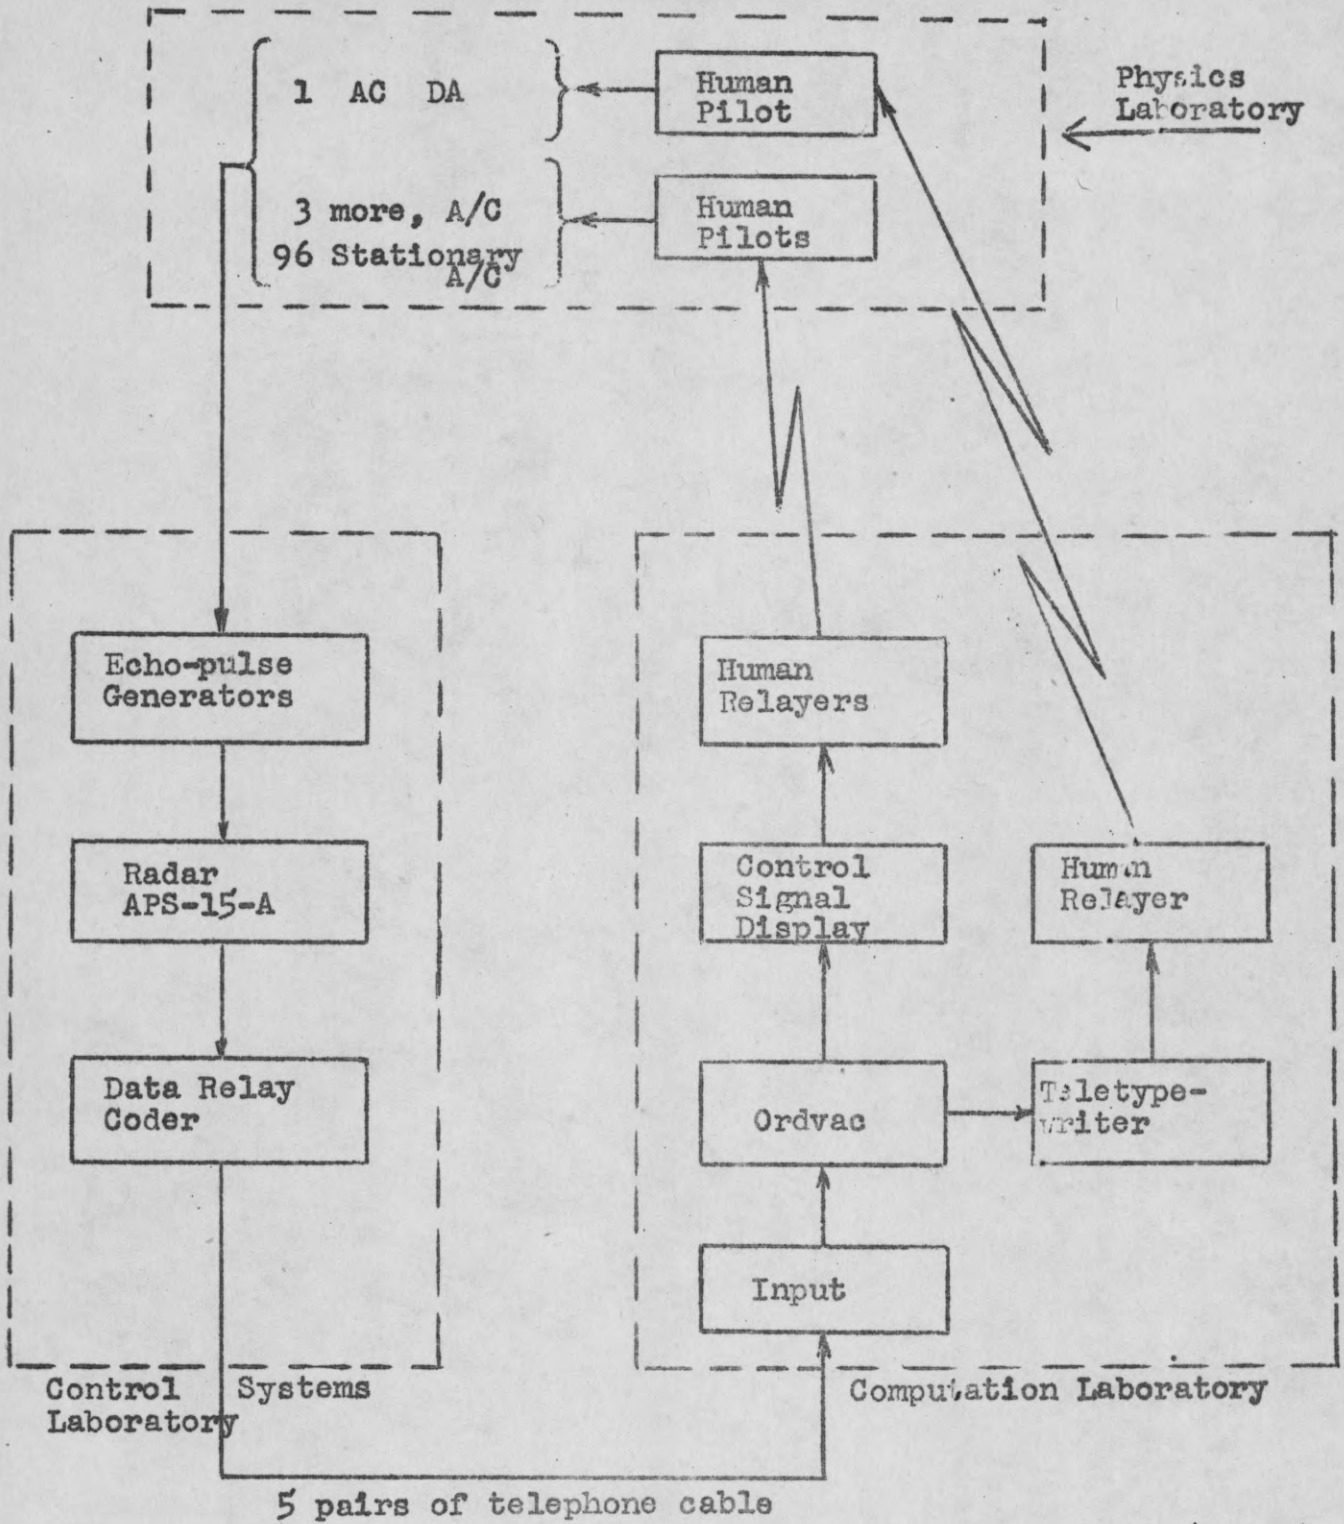 1 AC DA
3 more, A/C
96 Stationary
A/C
Human
Pilot
Human
Pilots
Physics
Laboratory
Echo-pulse
Generators
Radar
APS-15-A
Data Relay
Coder
Control Systems
Laboratory
Human
Relayers
Control
Signal
Display
Human
Relayer
Ordvac
Teletype-
writer
Input
Computation Laboratory
5 pairs of telephone cable